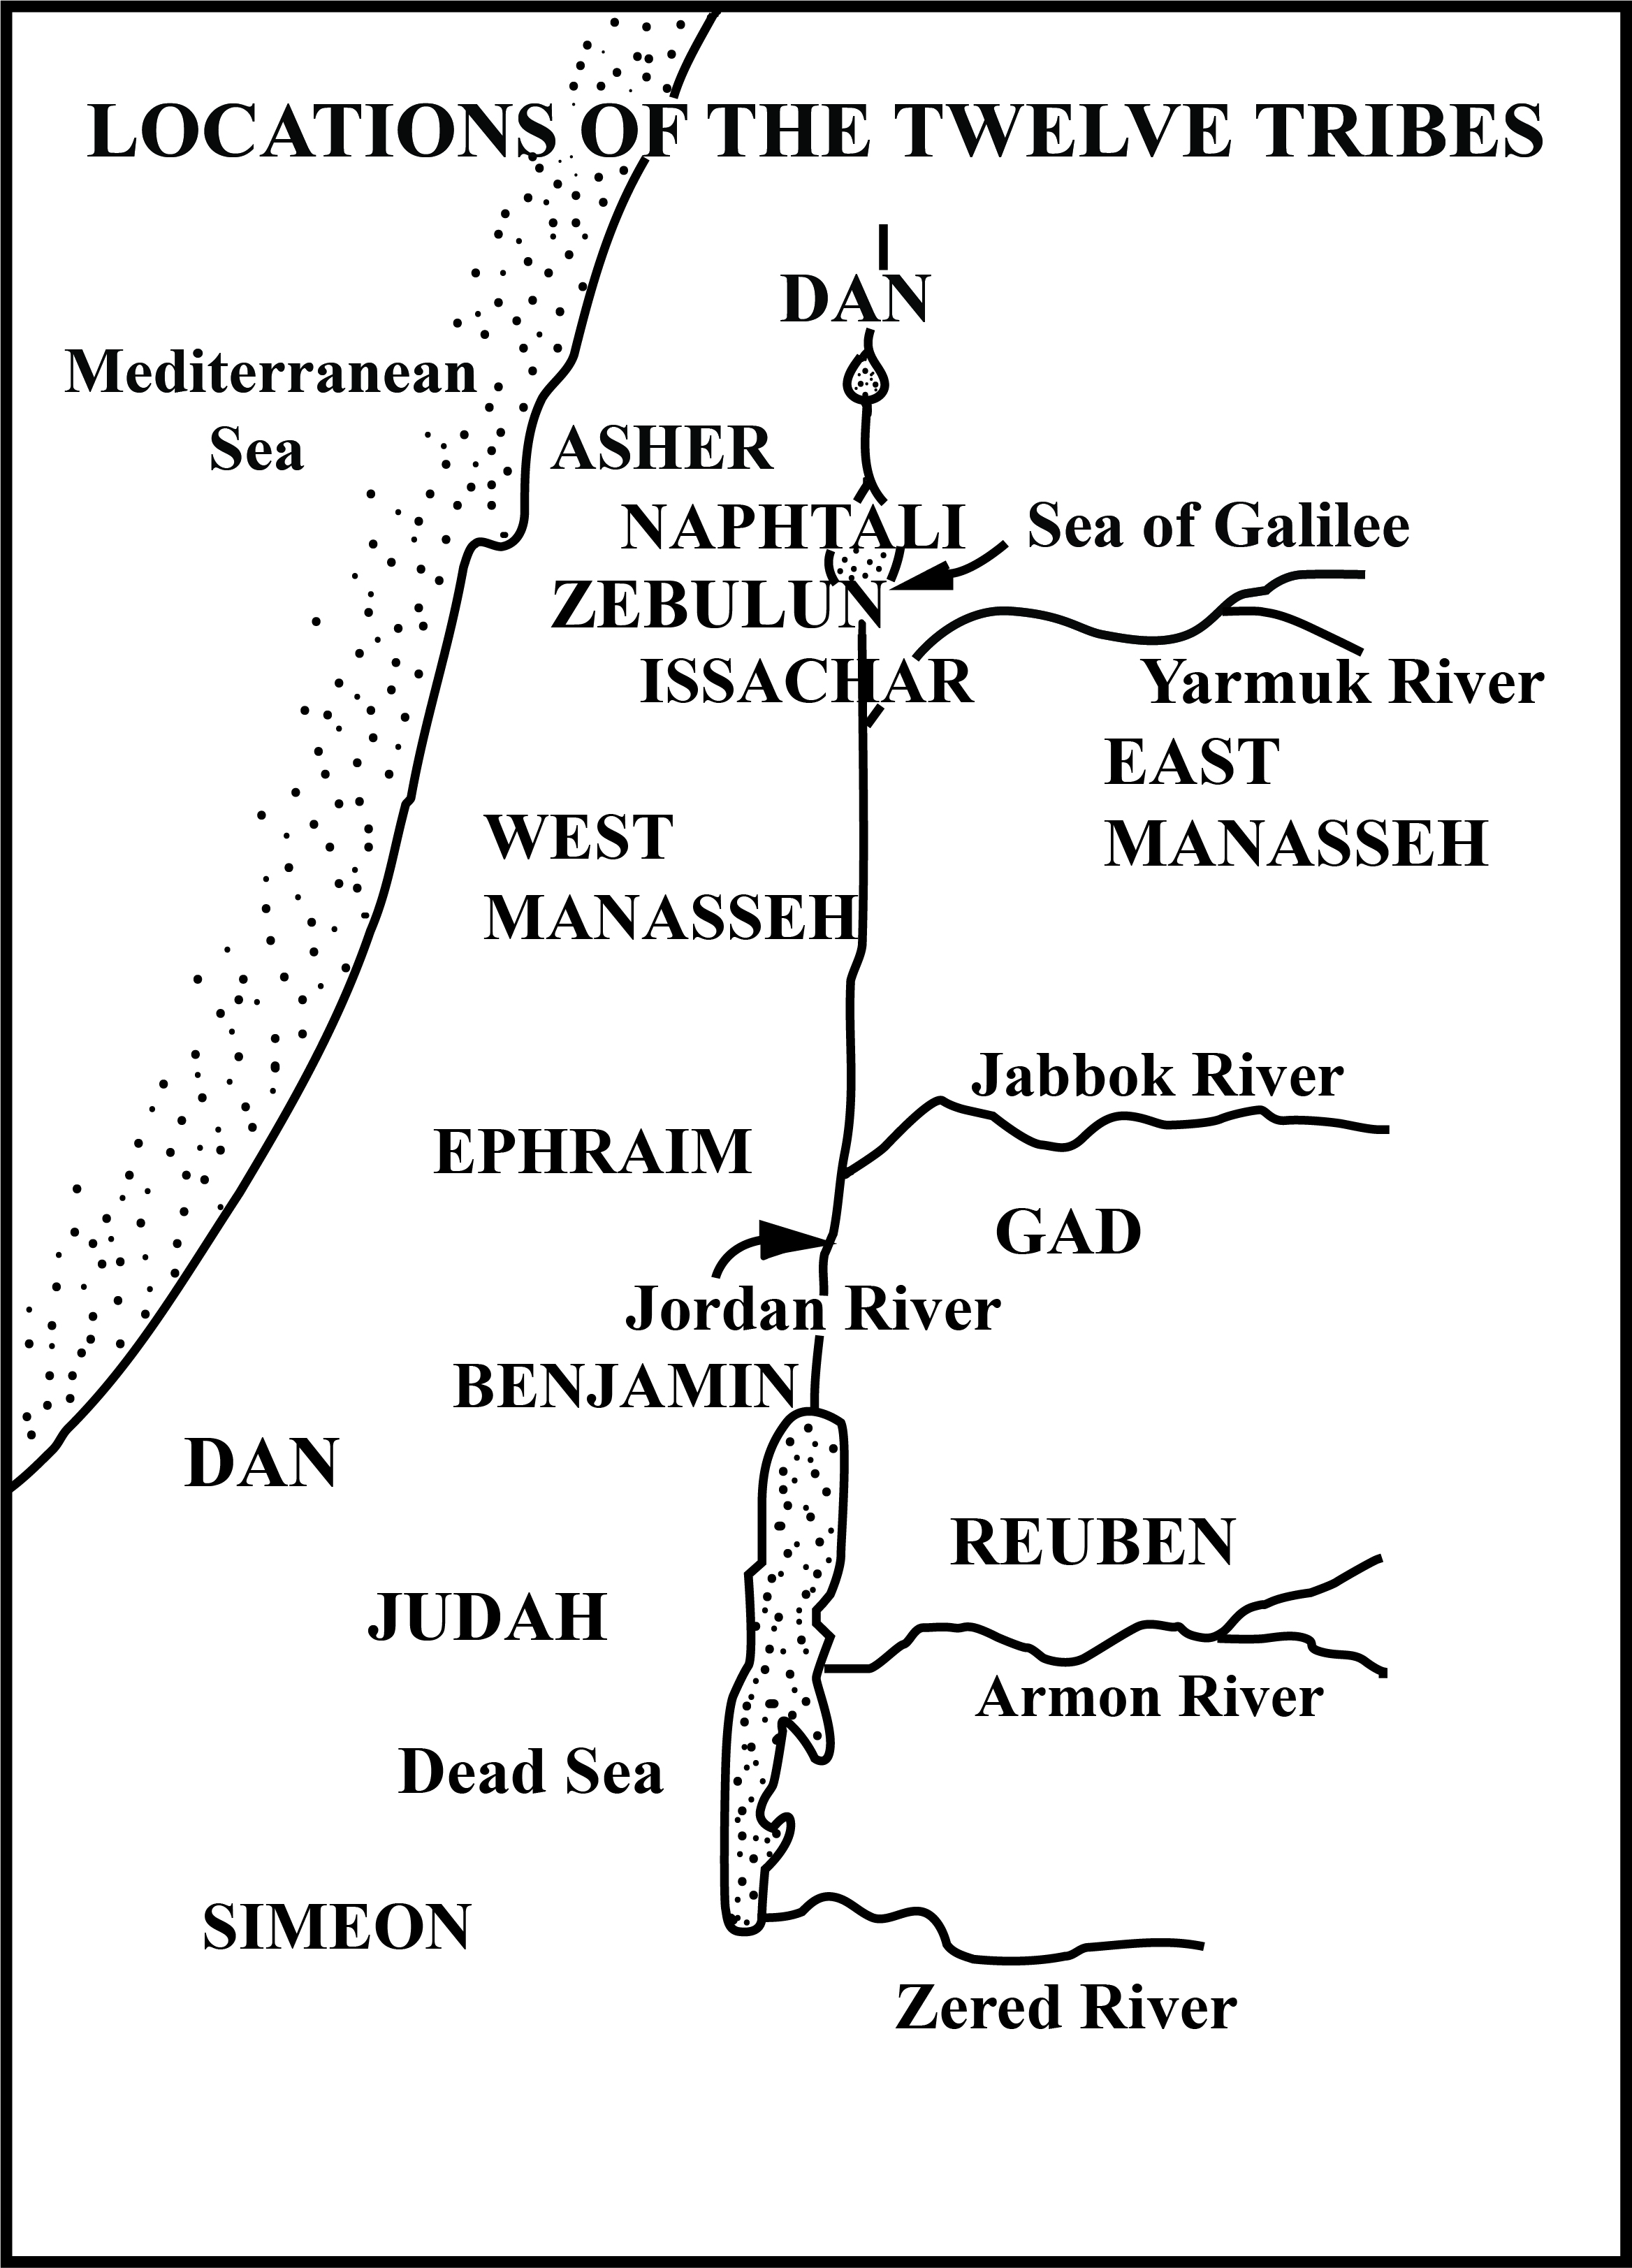 LOCATIONS OF THE TWELVE TRIBES
DAN
Mediterranean
Sea
ASHER
NAPHTALI
Sea of Galilee
ZEBULUN
ISSACHAR
Yarmuk River
EAST
MANASSEH
WEST
MANASSEH
Jabbok River
EPHRAIM
GAD
Jordan River
BENJAMIN
DAN
REUBEN
JUDAH
Armon River
Dead Sea
SIMEON
Zered River